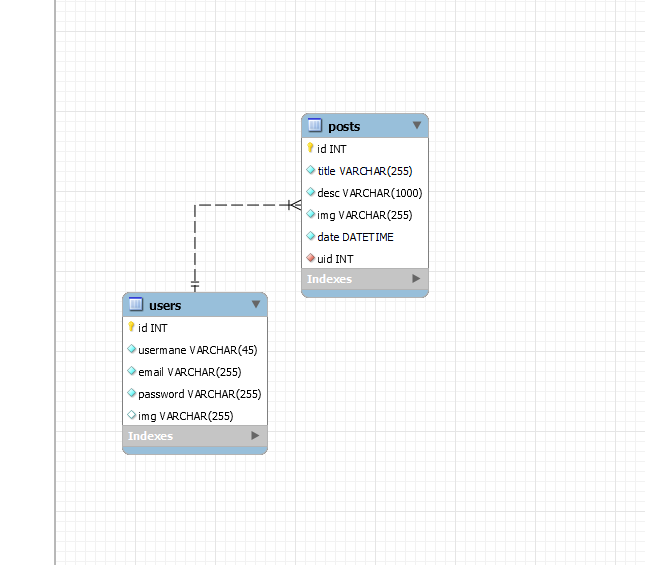 posts
id INT
title VARCHAR(255)
desc VARCHAR(1000)
img VARCHAR(255)
date DATETIME
uid INT
Indexes
users
id INT
usermane VARCHAR(45)
email VARCHAR(255)
password VARCHAR(255)
img VARCHAR(255)
Indexes